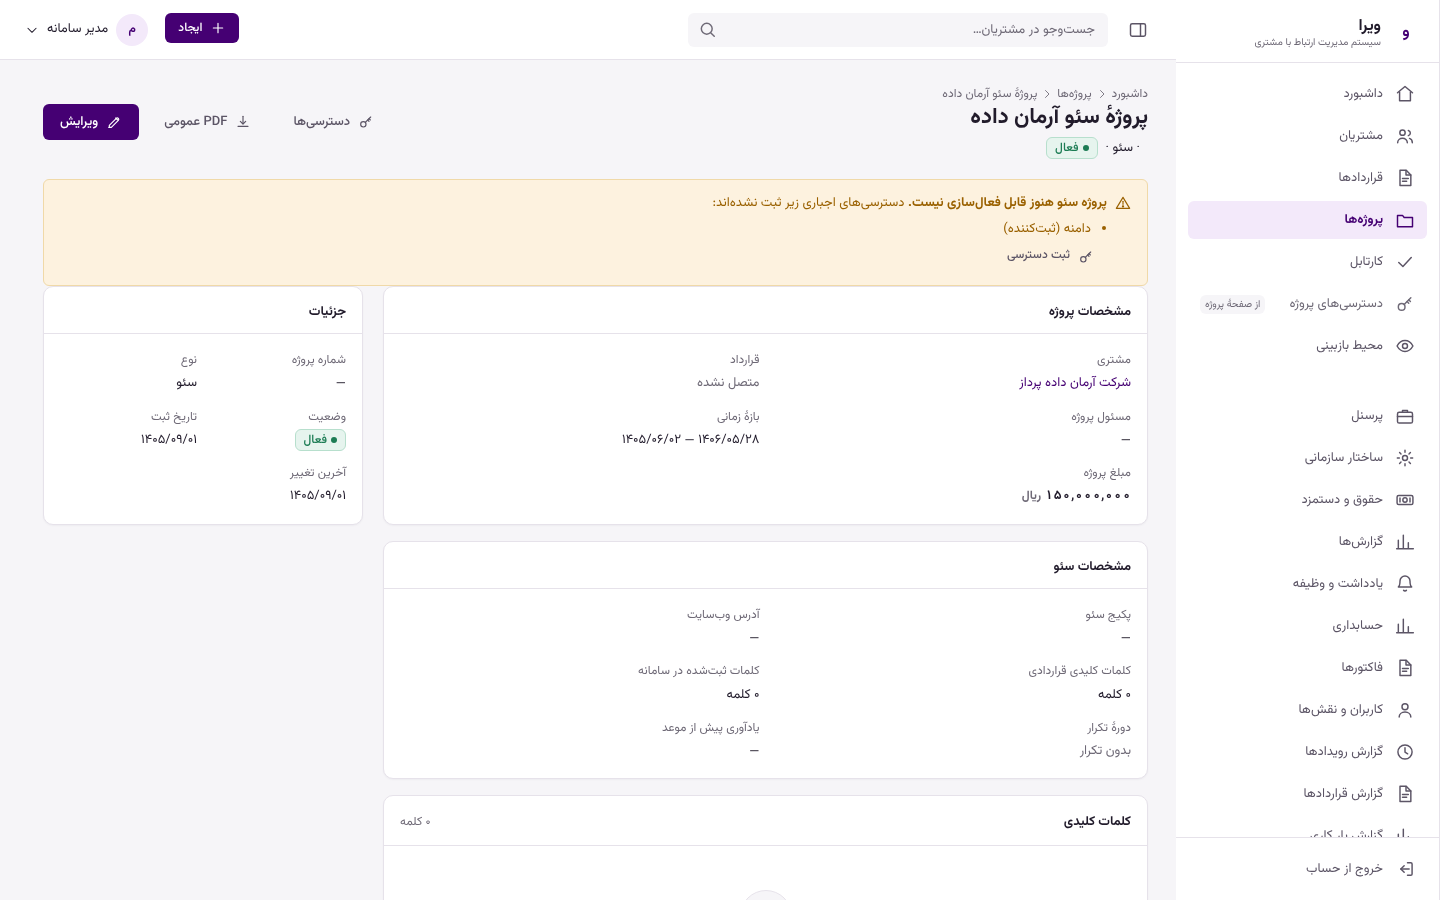 و
ویرا
سیستم مدیریت ارتباط با مشتری
داشبورد
مشتریان
قراردادها
پروژه‌ها
کارتابل
دسترسی‌های پروژه
از صفحهٔ پروژه
محیط بازبینی
پرسنل
ساختار سازمانی
حقوق و دستمزد
گزارش‌ها
یادداشت و وظیفه
حسابداری
فاکتورها
کاربران و نقش‌ها
گزارش رویدادها
گزارش قراردادها
گزارش بار کاری
خروج از حساب
جست‌وجو در مشتریان…
ایجاد
م
مدیر سامانه
داشبورد
پروژه‌ها
پروژهٔ سئو آرمان داده
پروژهٔ سئو آرمان داده
· سئو ·
فعال
دسترسی‌ها
PDF عمومی
ویرایش
پروژه سئو هنوز قابل فعال‌سازی نیست. دسترسی‌های اجباری زیر ثبت نشده‌اند:
• دامنه (ثبت‌کننده)
ثبت دسترسی
مشخصات پروژه
مشتری
شرکت آرمان داده پرداز
قرارداد
متصل نشده
مسئول پروژه
—
بازهٔ زمانی
۱۴۰۵/۰۶/۰۲ — ۱۴۰۶/۰۵/۲۸
مبلغ پروژه
۱۵۰,۰۰۰,۰۰۰ ریال
جزئیات
شماره پروژه
—
نوع
سئو
وضعیت
فعال
تاریخ ثبت
۱۴۰۵/۰۹/۰۱
آخرین تغییر
۱۴۰۵/۰۹/۰۱
مشخصات سئو
پکیج سئو
—
آدرس وب‌سایت
—
کلمات کلیدی قراردادی
۰ کلمه
کلمات ثبت‌شده در سامانه
۰ کلمه
دورهٔ تکرار
بدون تکرار
یادآوری پیش از موعد
—
کلمات کلیدی
۰ کلمه